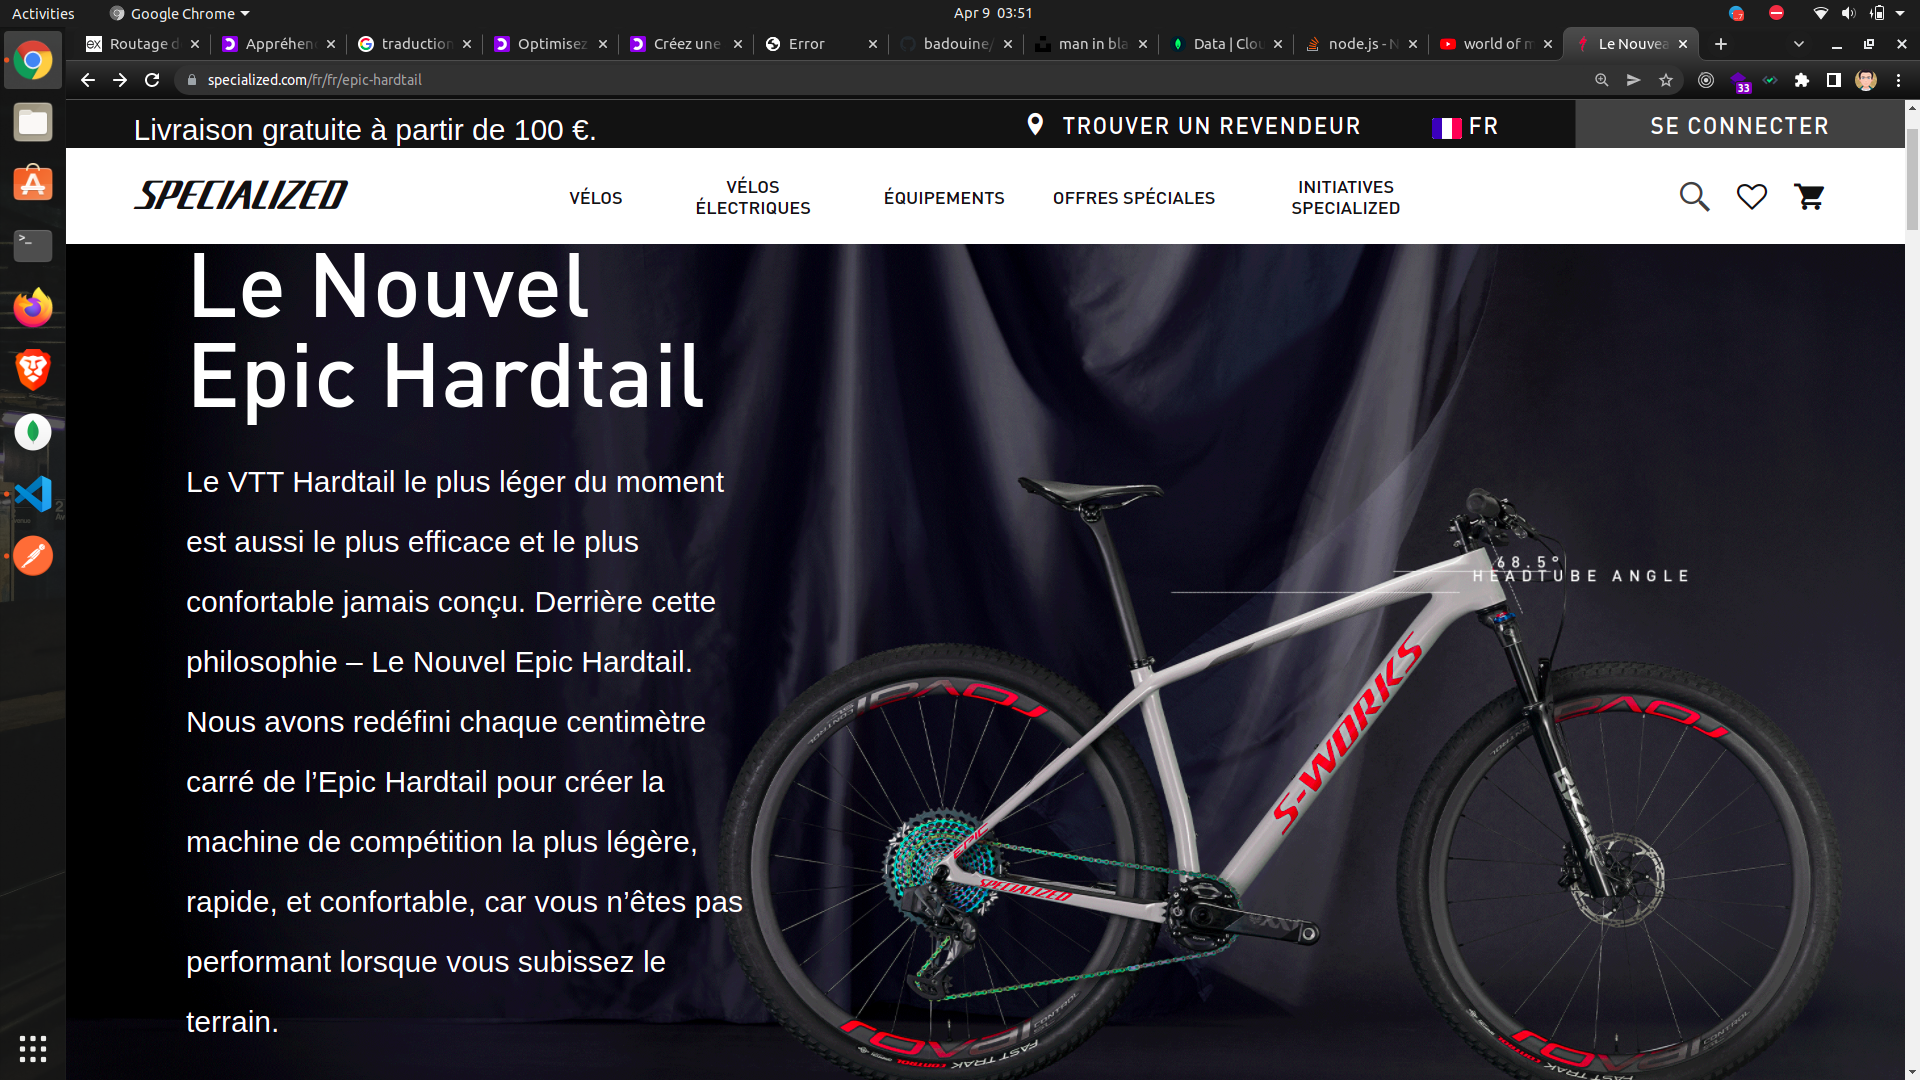 Activities
Google Chrome
Apr 9 03:51
Routage d
Appréhen
traduction
Optimisez
Créez une
Error
badouine/
man in bla
Data | Clou
node.js - N
world of m
Le Nouvea
specialized.com/fr/fr/epic-hardtail
33
Livraison gratuite à partir de 100 €.
TROUVER UN REVENDEUR
FR
SE CONNECTER
SPECIALIZED
VÉLOS
VÉLOS
ÉLECTRIQUES
ÉQUIPEMENTS
OFFRES SPÉCIALES
INITIATIVES
SPECIALIZED
Le Nouvel
Epic Hardtail
Le VTT Hardtail le plus léger du moment
est aussi le plus efficace et le plus
confortable jamais conçu. Derrière cette
philosophie – Le Nouvel Epic Hardtail.
Nous avons redéfini chaque centimètre
carré de l’Epic Hardtail pour créer la
machine de compétition la plus légère,
rapide, et confortable, car vous n’êtes pas
performant lorsque vous subissez le
terrain.
68.5°
HEADTUBE ANGLE
S-WORKS
EPIC
SPECIALIZED
ROVAL
CONTROL
FAST TRAK
ROVAL
CONTROL
FAST TRAK